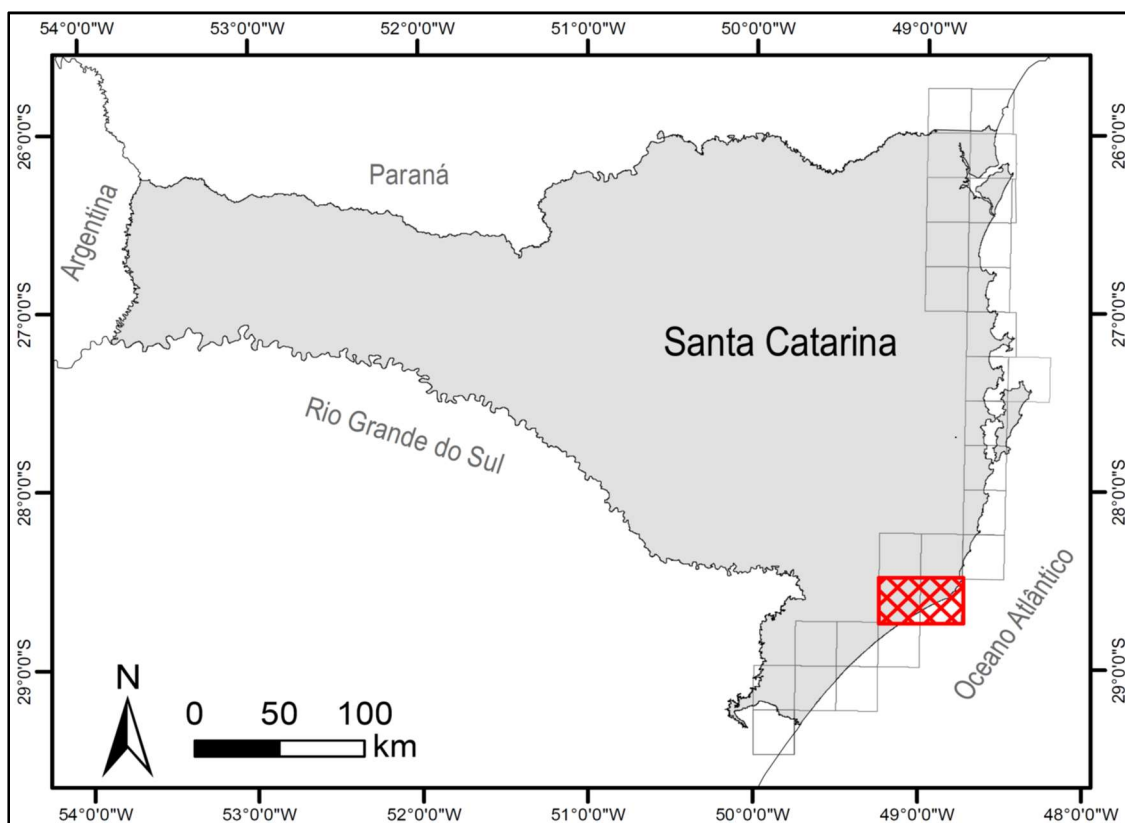 54°0'0"W 53°0'0"W 52°0'0"W 51°0'0"W 50°0'0"W 49°0'0"W
26°0'0"S
26°0'0"S
Paraná
Argentina
27°0'0"S
27°0'0"S
Santa Catarina
Rio Grande do Sul
28°0'0"S
28°0'0"S
Oceano Atlântico
29°0'0"S
29°0'0"S
N
0 50 100
km
54°0'0"W 53°0'0"W 52°0'0"W 51°0'0"W 50°0'0"W 49°0'0"W 48°0'0"W